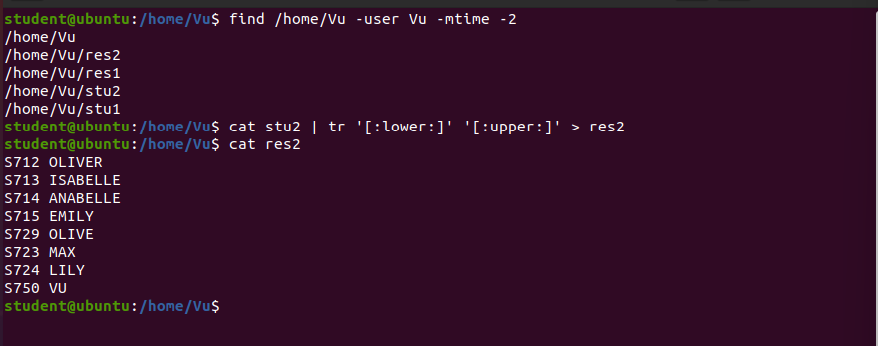 student@ubuntu:/home/Vu$ find /home/Vu -user Vu -mtime -2
/home/Vu
/home/Vu/res2
/home/Vu/res1
/home/Vu/stu2
/home/Vu/stu1
student@ubuntu:/home/Vu$ cat stu2 | tr '[:lower:]' '[:upper:]' > res2
student@ubuntu:/home/Vu$ cat res2
S712 OLIVER
S713 ISABELLE
S714 ANABELLE
S715 EMILY
S729 OLIVE
S723 MAX
S724 LILY
S750 VU
student@ubuntu:/home/Vu$